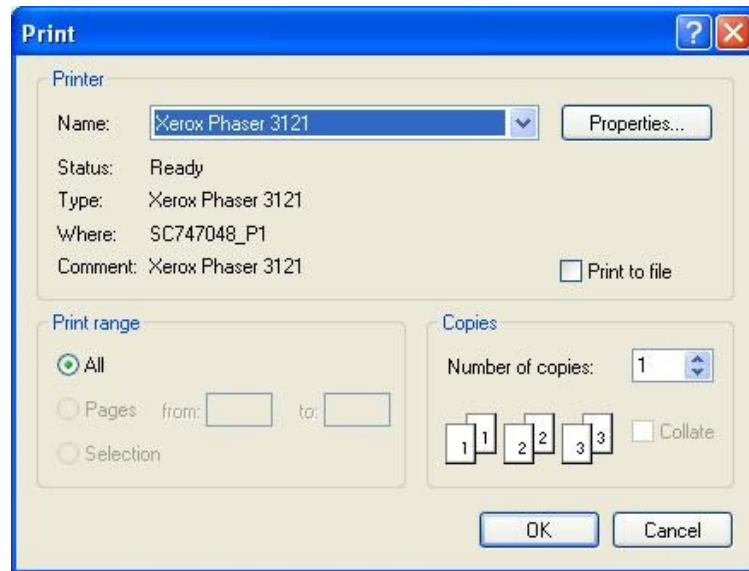 Print
Printer
Name: Xerox Phaser 3121 Properties...
Status: Ready
Type: Xerox Phaser 3121
Where: SC747048_P1
Comment: Xerox Phaser 3121 Print to file
Print range
All
Pages from: to:
Selection
Copies
Number of copies: 1
1 1 2 2 3 3 Collate
OK Cancel